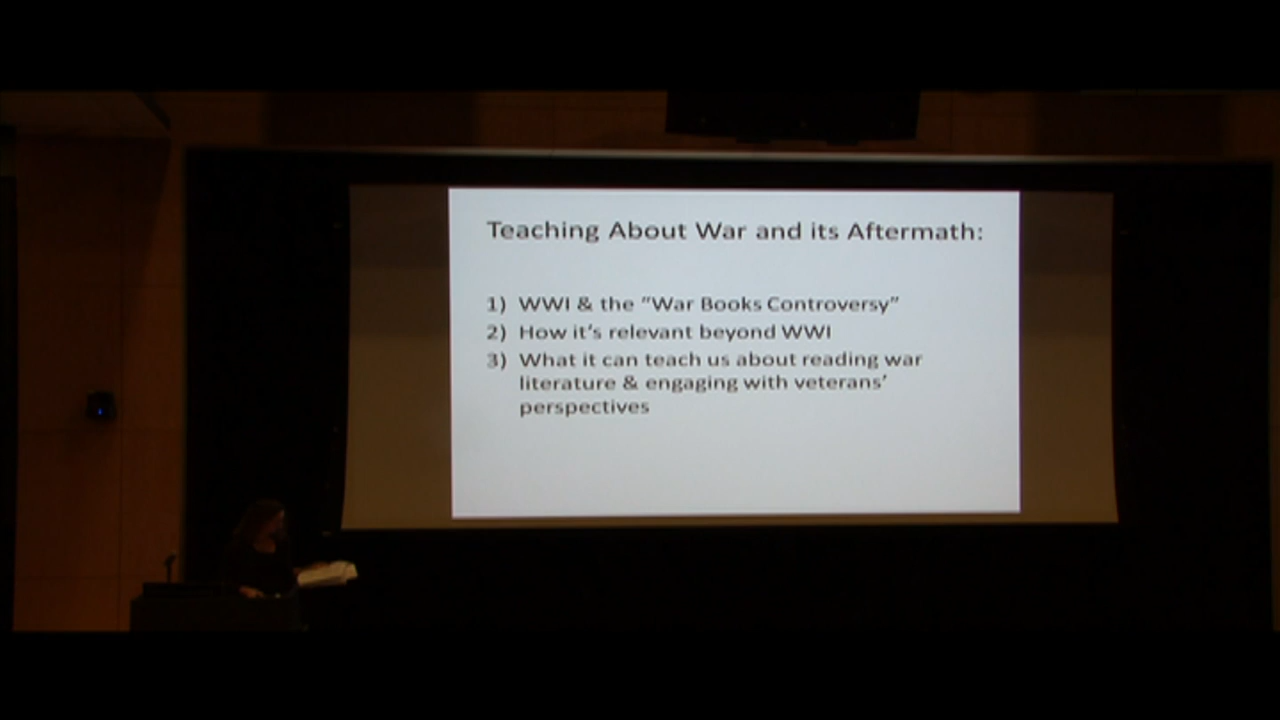 Teaching About War and its Aftermath:
1) WWI & the "War Books Controversy"
2) How it's relevant beyond WWI
3) What it can teach us about reading war
literature & engaging with veterans'
perspectives